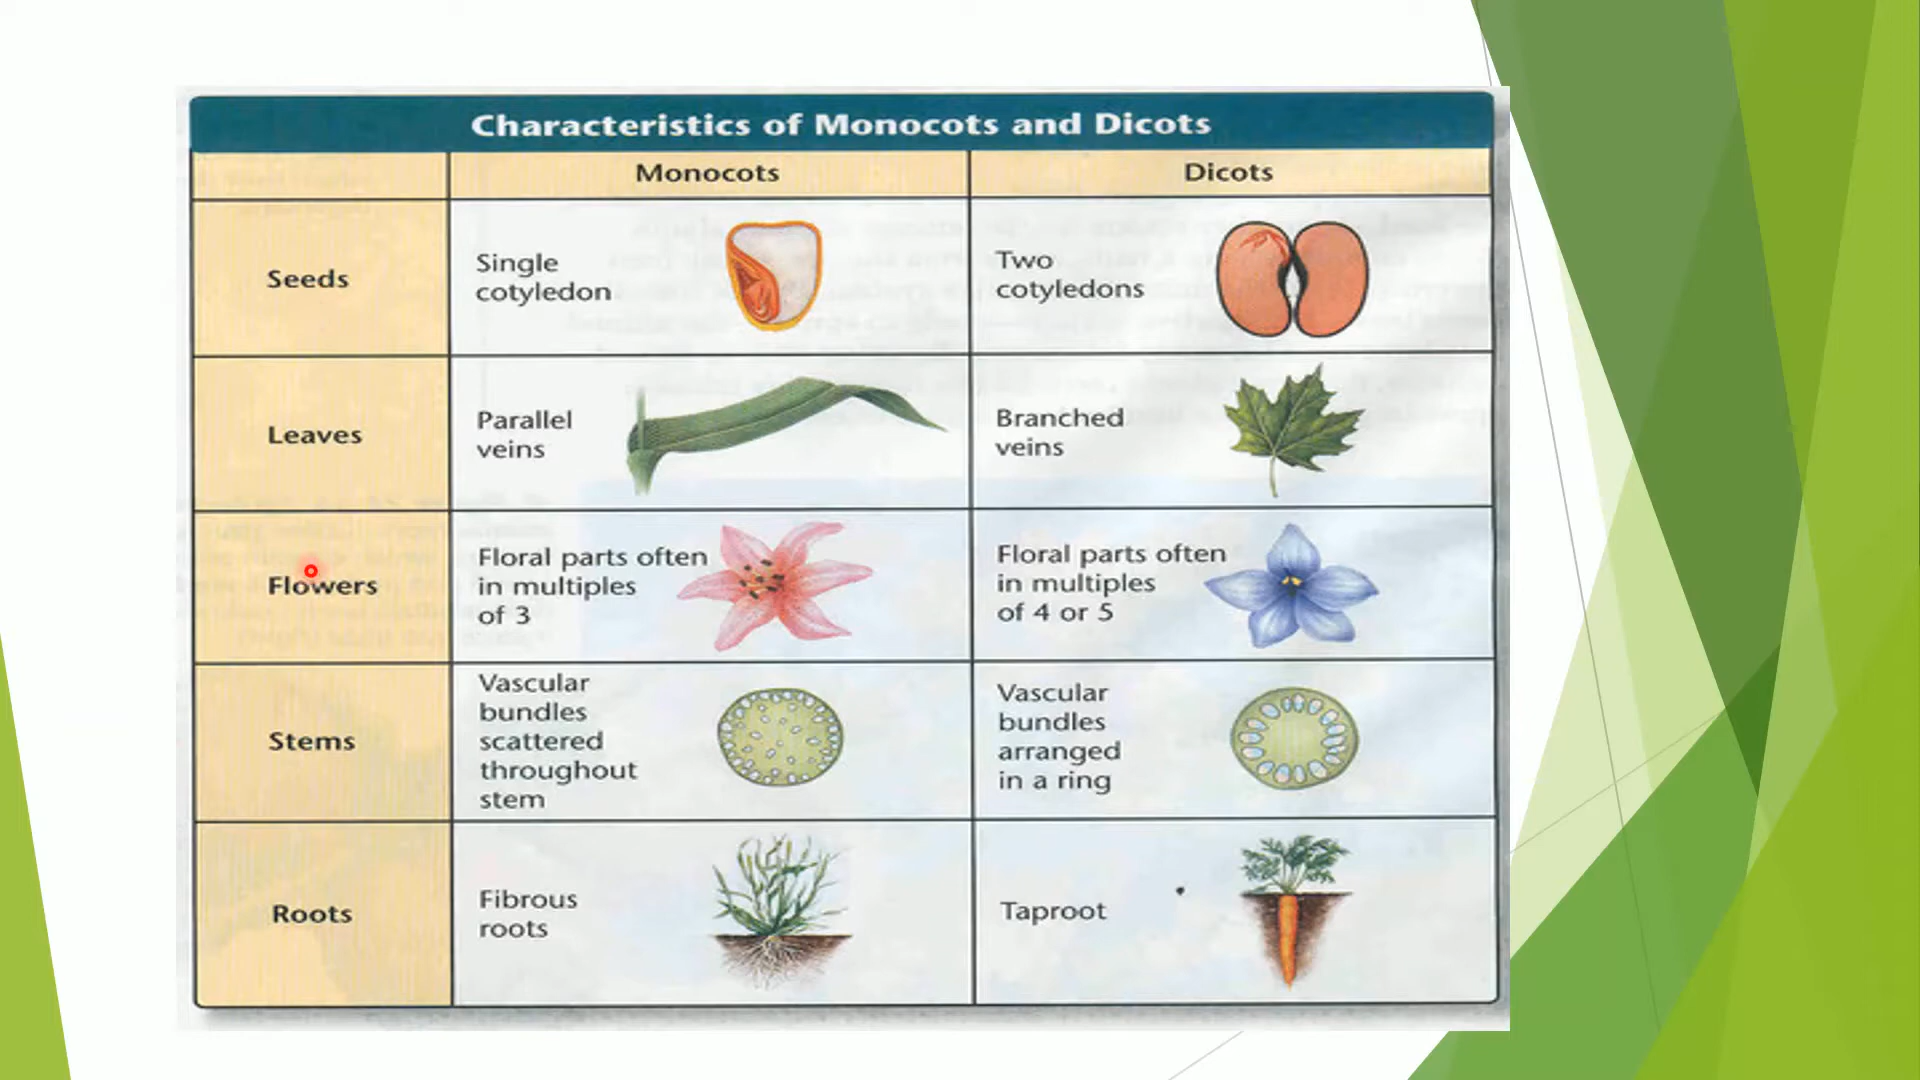 Characteristics of Monocots and Dicots
Monocots
Dicots
Seeds
Single
cotyledon
Two
cotyledons
Leaves
Parallel
veins
Branched
veins
Flowers
Floral parts often
in multiples
of 3
Floral parts often
in multiples
of 4 or 5
Stems
Vascular
bundles
scattered
throughout
stem
Vascular
bundles
arranged
in a ring
Roots
Fibrous
roots
Taproot